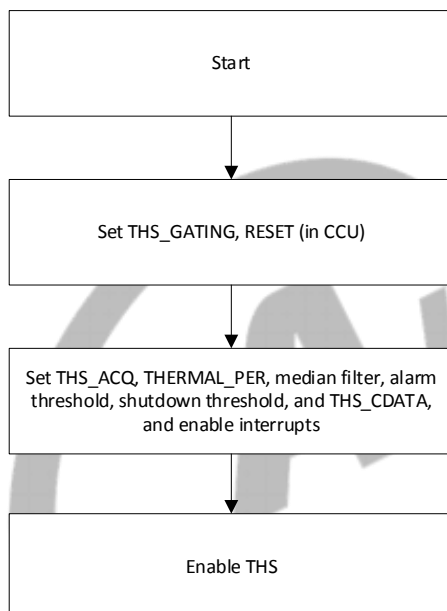 Start
Set THS_GATING, RESET (in CCU)
Set THS_ACQ, THERMAL_PER, median filter, alarm
threshold, shutdown threshold, and THS_CDATA,
and enable interrupts
Enable THS